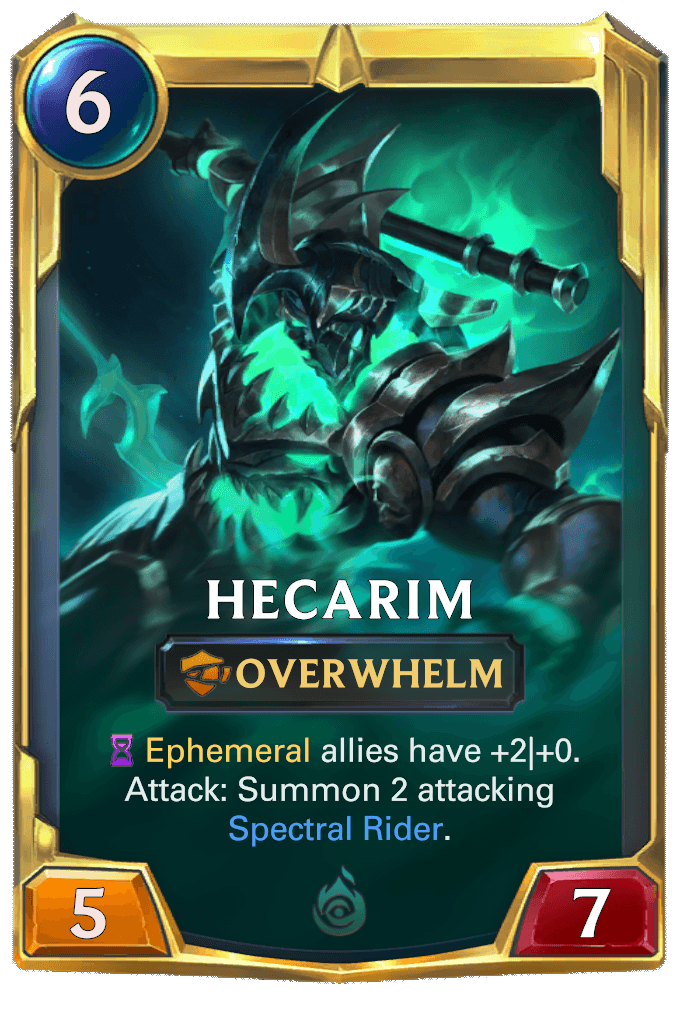 6
HECARIM
OVERWHELM
Ephemeral allies have +2|+0.
Attack: Summon 2 attacking
Spectral Rider.
5
7